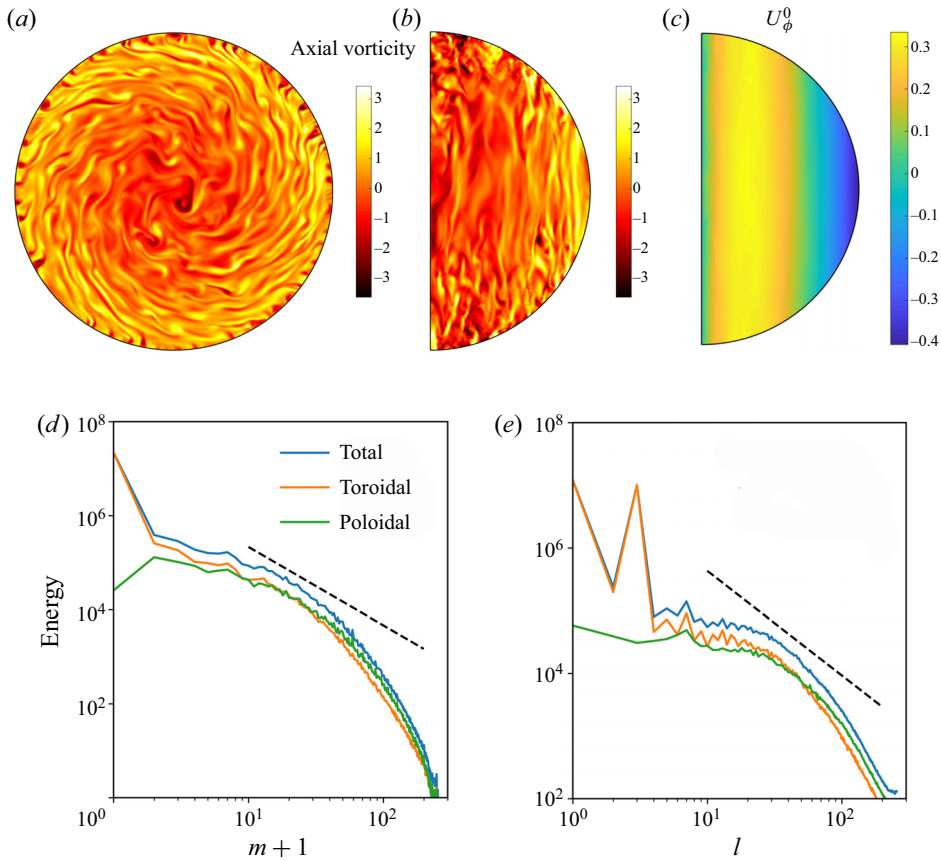 (a)
(b)
(c)
U⁰ϕ
Axial vorticity
3
2
1
0
–1
–2
–3
3
2
1
0
–1
–2
–3
0.3
0.2
0.1
0
–0.1
–0.2
–0.3
–0.4
(d)
10⁸
10⁶
10⁴
10²
Energy
Total
Toroidal
Poloidal
10⁰
10¹
10²
m + 1
(e)
10⁸
10⁶
10⁴
10²
10⁰
10¹
10²
l